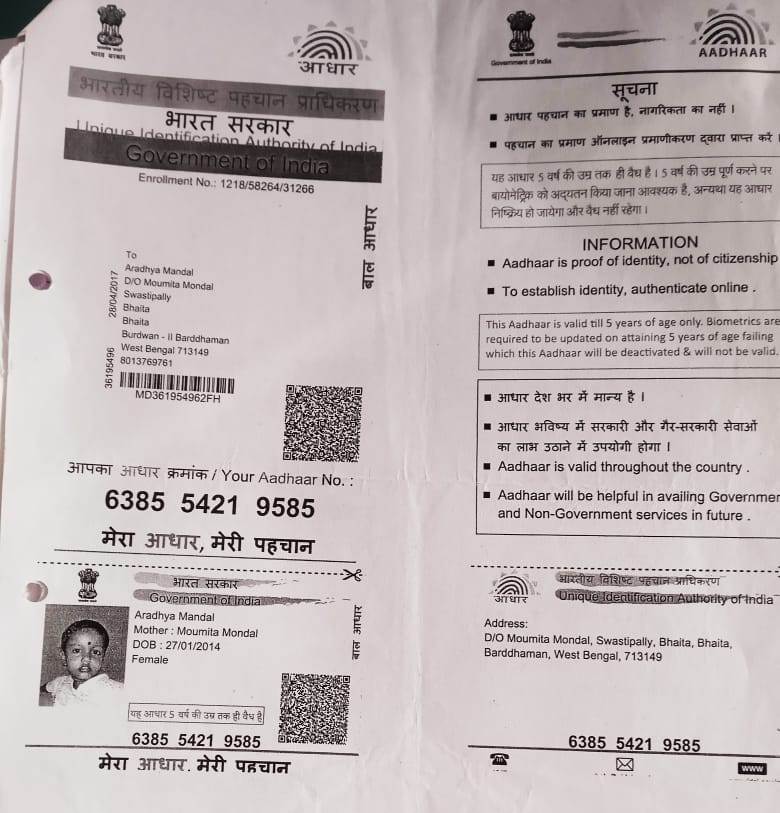 भारत सरकार
आधार
भारतीय विशिष्ट पहचान प्राधिकरण
भारत सरकार
Unique Identification Authority of India
Government of India
Enrollment No.: 1218/58264/31266
बाल आधार
To
Aradhya Mandal
D/O Moumita Mondal
Swastipally
Bhaita
Bhaita
Burdwan - II Barddhaman
West Bengal 713149
8013769761
28/04/2017
36195496
MD361954962FH
आपका आधार क्रमांक / Your Aadhaar No. :
6385 5421 9585
मेरा आधार, मेरी पहचान
भारत सरकार
Government of India
Aradhya Mandal
Mother : Moumita Mondal
DOB : 27/01/2014
Female
बाल आधार
यह आधार 5 वर्ष की उम्र तक ही वैध है
6385 5421 9585
मेरा आधार. मेरी पहचान
Government of India
AADHAAR
सूचना
■ आधार पहचान का प्रमाण है, नागरिकता का नहीं ।
■ पहचान का प्रमाण ऑनलाइन प्रमाणीकरण द्वारा प्राप्त करें
यह आधार 5 वर्ष की उम्र तक ही वैध है । 5 वर्ष की उम्र पूर्ण करने पर
बायोमेट्रिक को अद्यतन किया जाना आवश्यक है, अन्यथा यह आधार
निष्क्रिय हो जायेगा और वैध नहीं रहेगा ।
INFORMATION
■ Aadhaar is proof of identity, not of citizenship
■ To establish identity, authenticate online .
This Aadhaar is valid till 5 years of age only. Biometrics are
required to be updated on attaining 5 years of age failing
which this Aadhaar will be deactivated & will not be valid.
■ आधार देश भर में मान्य है ।
■ आधार भविष्य में सरकारी और गैर-सरकारी सेवाओं
का लाभ उठाने में उपयोगी होगा ।
■ Aadhaar is valid throughout the country .
■ Aadhaar will be helpful in availing Governmen
and Non-Government services in future .
आधार
भारतीय विशिष्ट पहचान प्राधिकरण
Unique Identification Authority of India
Address:
D/O Moumita Mondal, Swastipally, Bhaita, Bhaita,
Barddhaman, West Bengal, 713149
6385 5421 9585
www